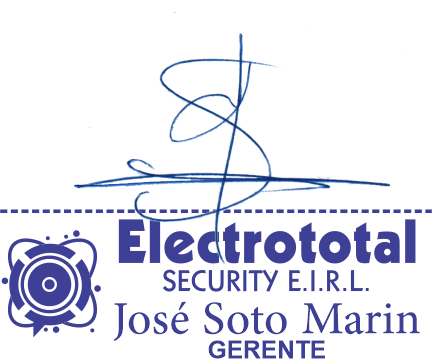 Electrototal
SECURITY E.I.R.L.
José Soto Marin
GERENTE